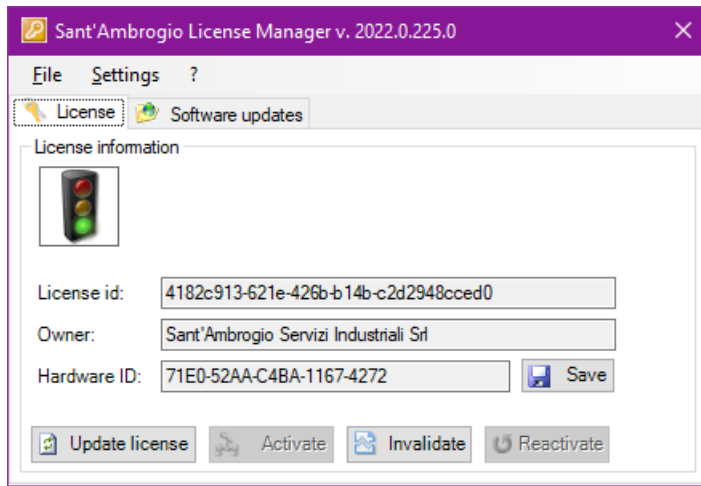 Sant'Ambrogio License Manager v. 2022.0.225.0
File Settings ?
License Software updates
License information
License id: 4182c913-621e-426b-b14b-c2d2948cced0
Owner: Sant'Ambrogio Servizi Industriali Srl
Hardware ID: 71E0-52AA-C4BA-1167-4272 Save
Update license Activate Invalidate Reactivate